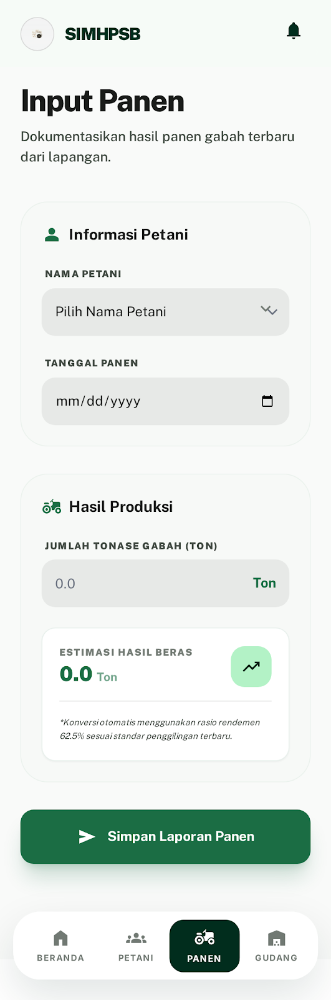 SIMHPSB
Input Panen
Dokumentasikan hasil panen gabah terbaru
dari lapangan.
Informasi Petani
NAMA PETANI
Pilih Nama Petani
TANGGAL PANEN
mm/dd/yyyy
Hasil Produksi
JUMLAH TONASE GABAH (TON)
0.0 Ton
ESTIMASI HASIL BERAS
0.0 Ton
*Konversi otomatis menggunakan rasio rendemen
62.5% sesuai standar penggilingan terbaru.
Simpan Laporan Panen
BERANDA PETANI PANEN GUDANG